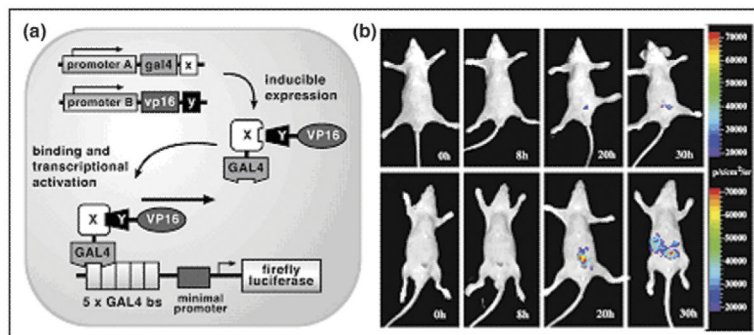 (a)
promoter A gal4 x
promoter B vp16 y
inducible
expression
X Y VP16
GAL4
binding and
transcriptional
activation
X Y VP16
GAL4
5 x GAL4 bs
minimal
promoter
firefly
luciferase
(b)
0h 8h 20h 30h
70000
60000
50000
40000
30000
20000
p/s/cm²/sr
0h 8h 20h 30h
70000
60000
50000
40000
30000
20000